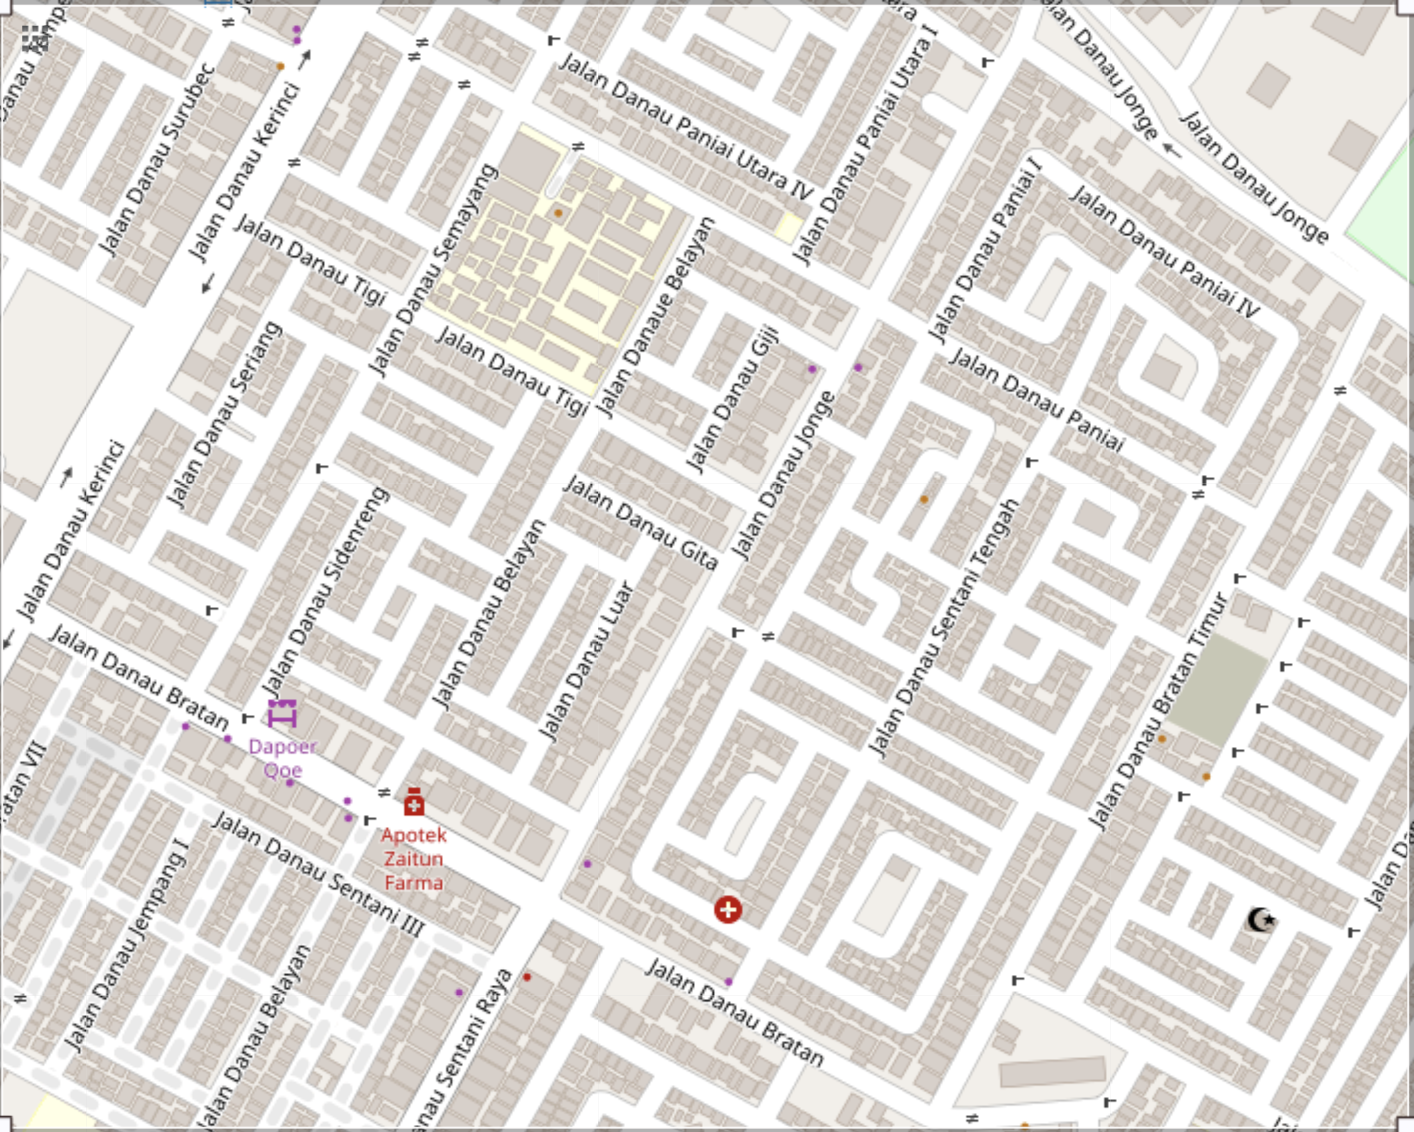 Jalan Danau Jonge
Jalan Danau Paniai Utara I
Jalan Danau Paniai Utara IV
Jalan Danau Surubec
Jalan Danau Kerinci
Jalan Danau Jonge
Jalan Danau Semayang
Jalan Danau Paniai I
Jalan Danau Paniai IV
Jalan Danau Tigi
Jalan Danaue Belayan
Jalan Danau Tigi
Jalan Danau Giji
Jalan Danau Seriang
Jalan Danau Paniai
Jalan Danau Jonge
Jalan Danau Kerinci
Jalan Danau Gita
Jalan Danau Sidenreng
Jalan Danau Belayan
Jalan Danau Sentani Tengah
Jalan Danau Luar
Jalan Danau Bratan
Jalan Danau Bratan Timur
Dapoer
Qoe
ratan VII
Apotek
Zaitun
Farma
Jalan Danau Sentani III
Jalan Danau Jempang I
Jalan Danau Belayan
anau Sentani Raya
Jalan Danau Bratan
Jalan Da